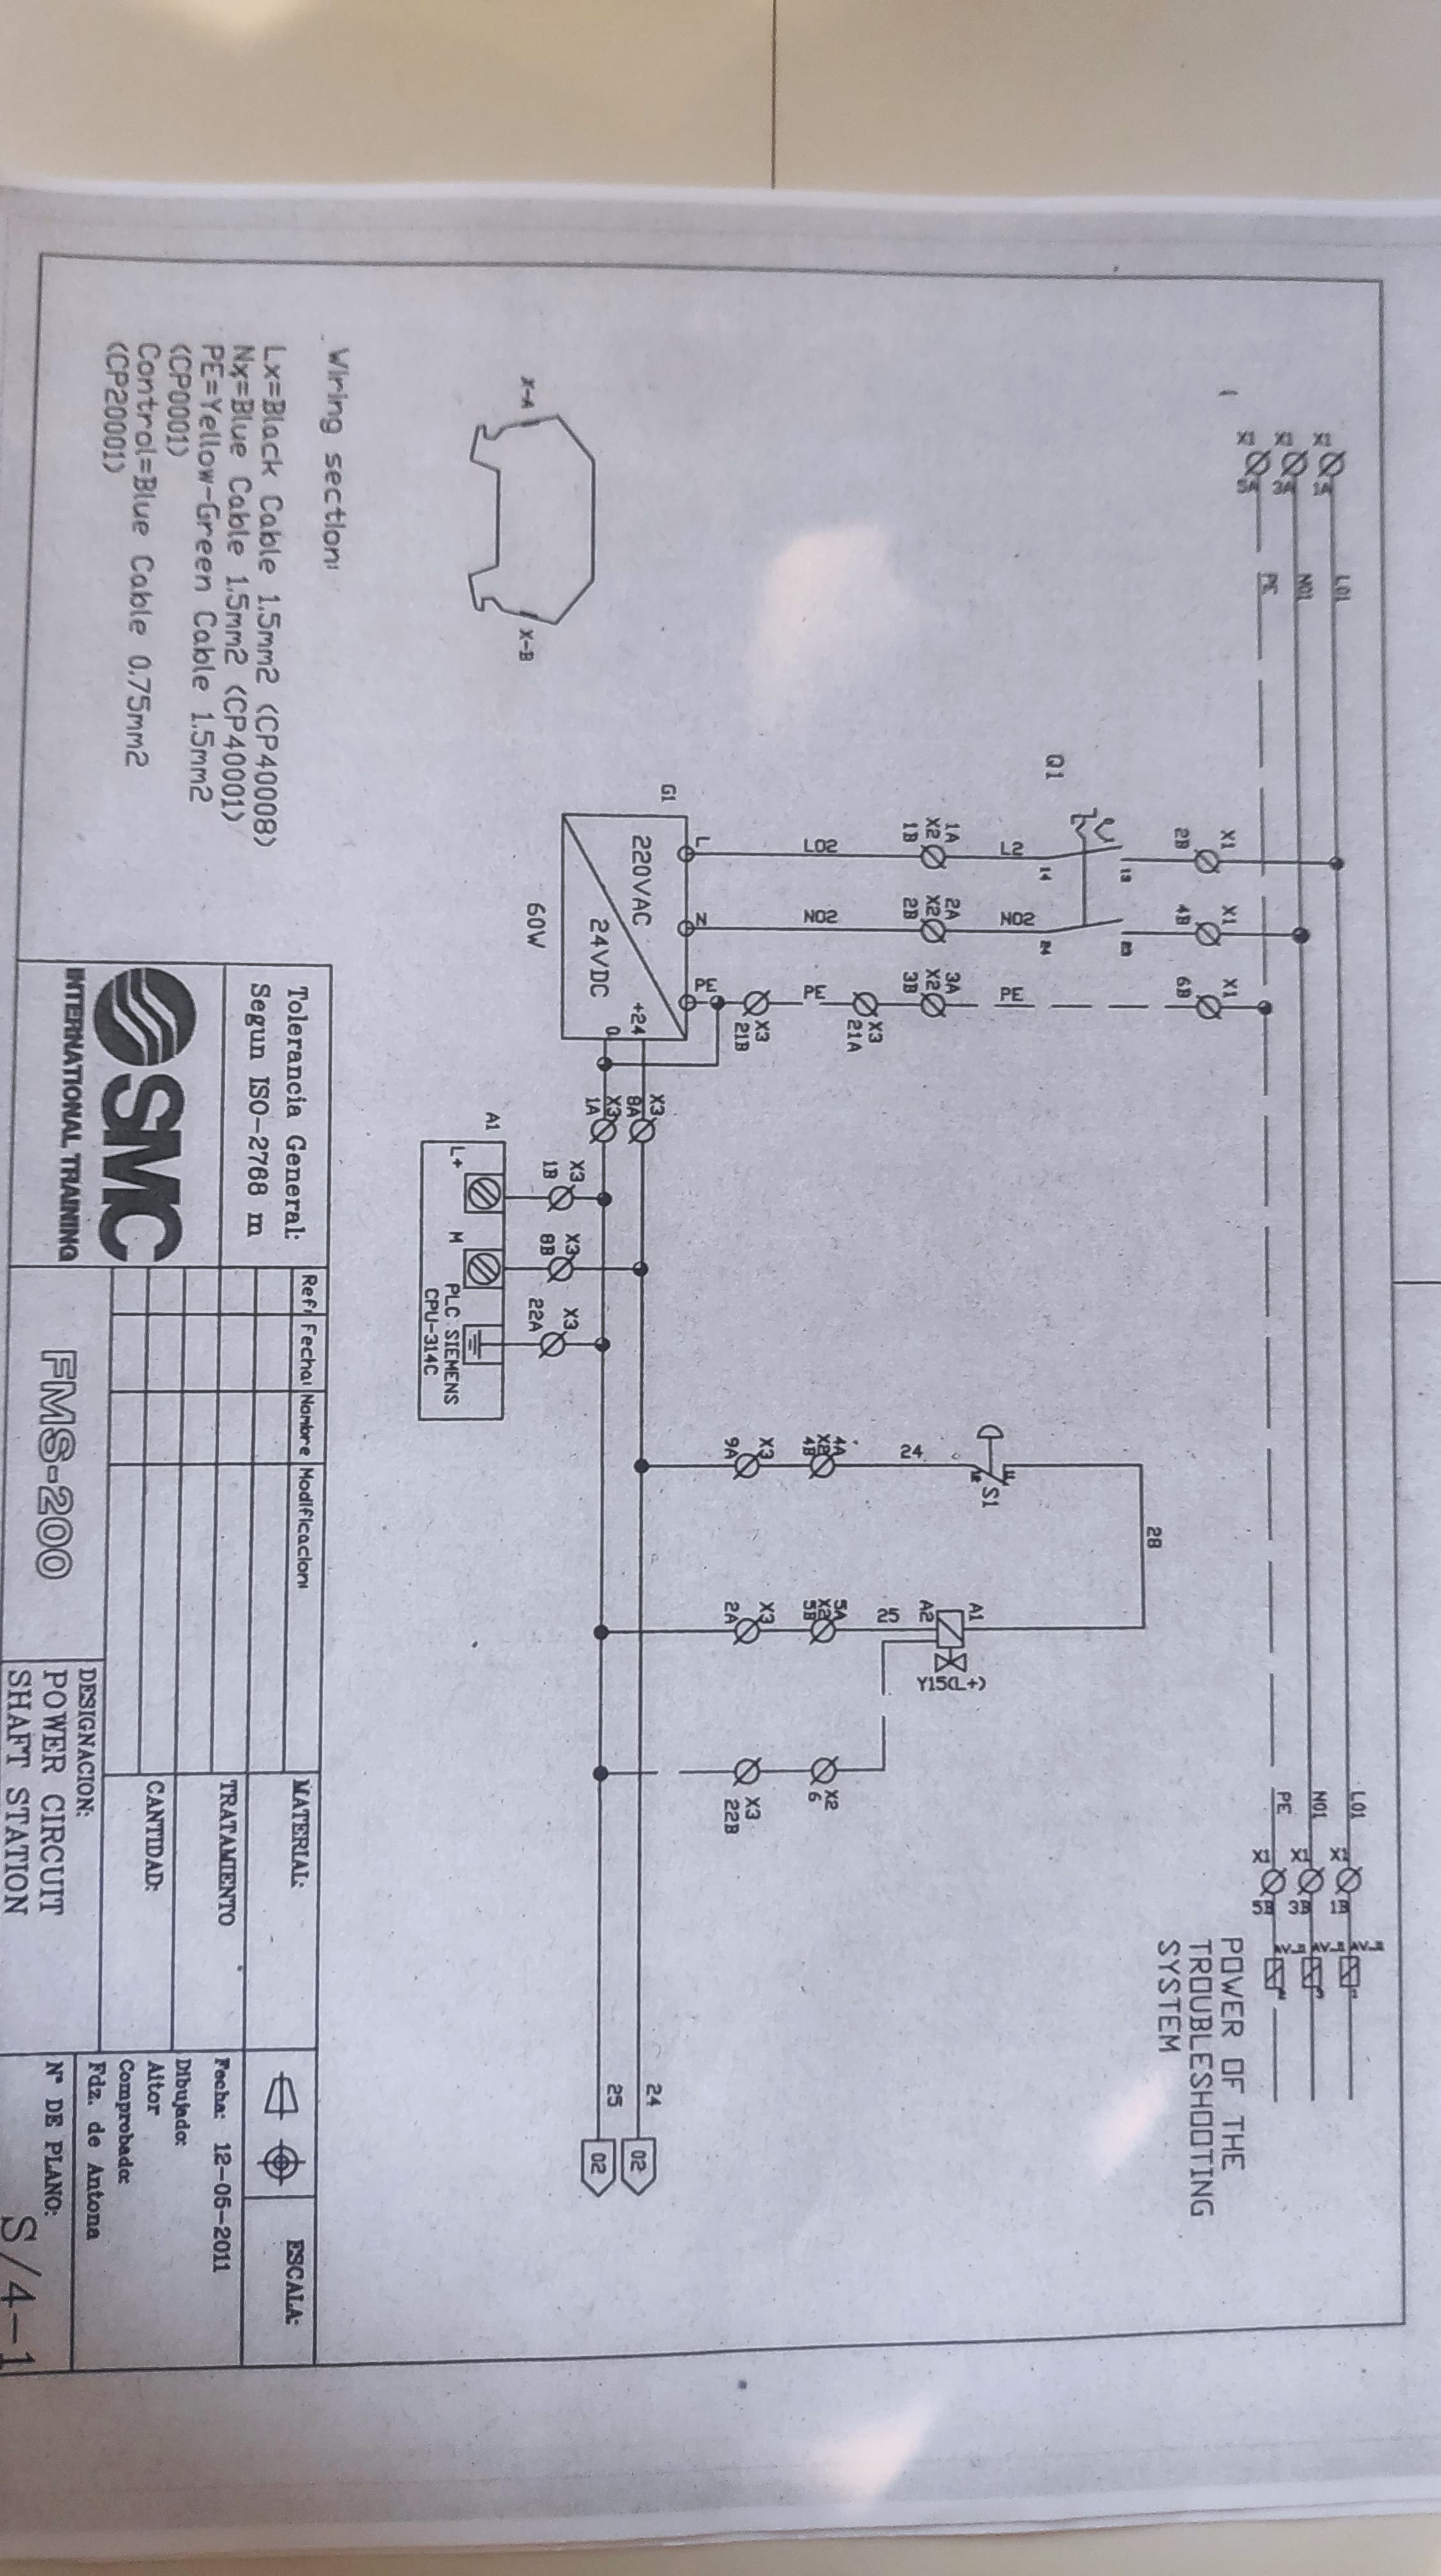 X1 1A L01
X1 3A N01
X1 5A PE
L01 X1 1B
N01 X1 3B
PE X1 5B
POWER OF THE
TROUBLESHOOTING
SYSTEM
X1 X1 X1
2B 4B 6B
13 23
Q1
14 24
L2 N02 PE
1A 2A 3A
X2 X2 X2
1B 2B 3B
X3
21A
L02 N02 PE
X3
21B
L N PE
G1
220VAC
+24
0
24VDC
60W
X3
8A
X3
1A
28
S1
24
A1
A2
Y15(L+)
25
4A
X2
4B
5A
X2
5B
X2
6
X3
9A
X3
2A
X3
22B
24
02
25
02
X3
1B
X3
8B
X3
22A
A1
L+ M PLC SIEMENS
CPU-314C
X-A X-B
Wiring section:
Lx=Black Cable 1.5mm2 (CP40008)
Nx=Blue Cable 1.5mm2 (CP40001)
PE=Yellow-Green Cable 1.5mm2
(CP0001)
Control=Blue Cable 0.75mm2
(CP20001)
Tolerancia General:
Segun ISO-2768 m
SMC
INTERNATIONAL TRAINING
Ref: Fecha: Nombre Modificacion:
FMS-200
MATERIAL:
TRATAMIENTO
CANTIDAD:
DESIGNACION:
POWER CIRCUIT
SHAFT STATION
ESCALA:
Fecha: 12-05-2011
Dibujado:
Aitor
Comprobado:
Fdz. de Antona
Nº DE PLANO:
S/4-1